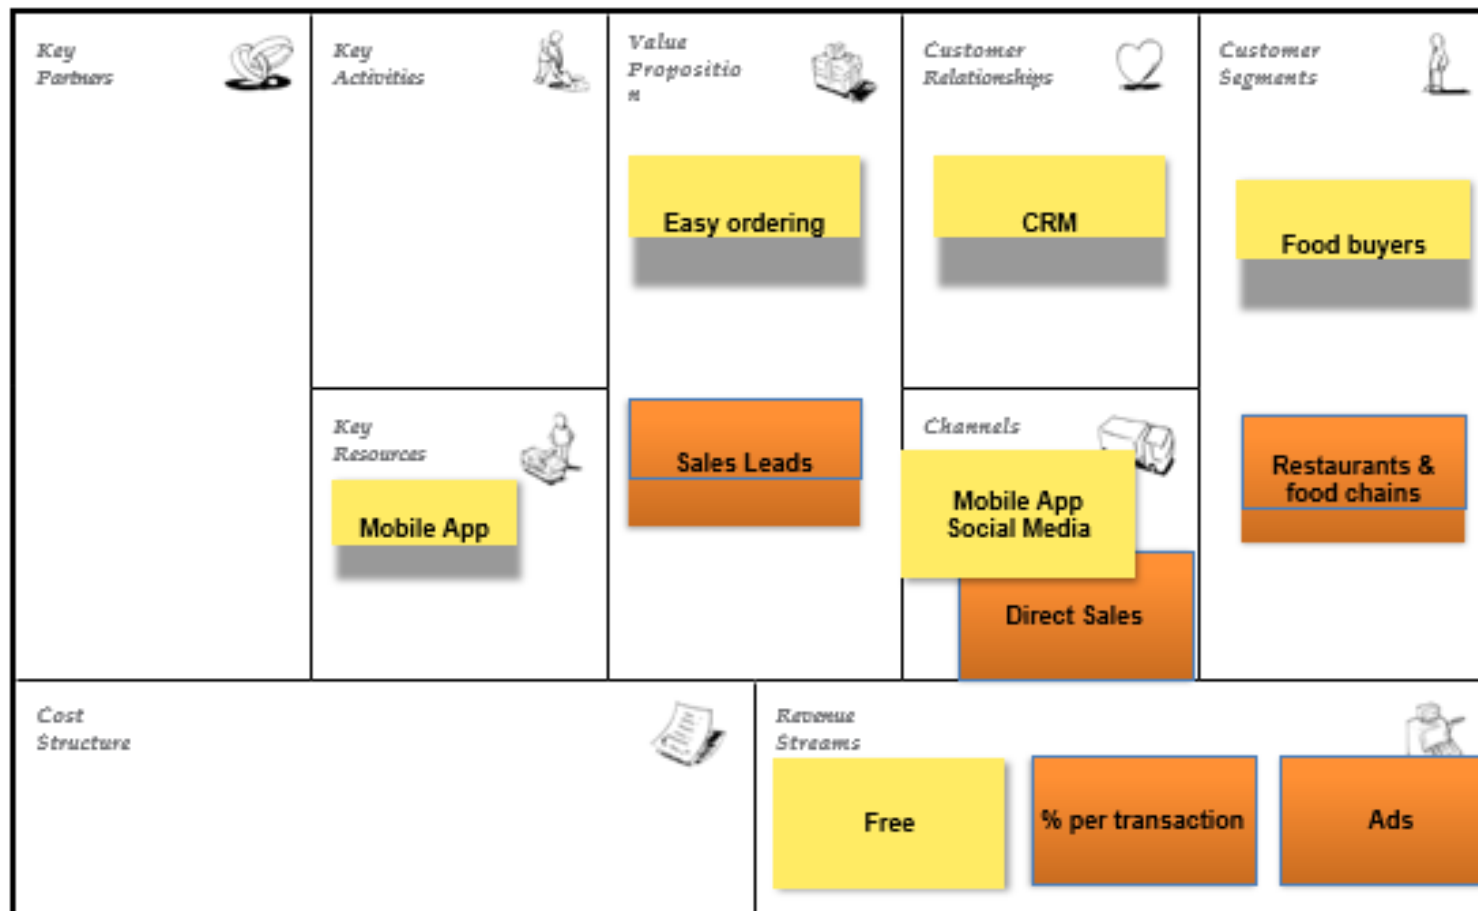 Key
Partners
Key
Activities
Value
Propositio
n
Customer
Relationships
Customer
Segments
Easy ordering
CRM
Food buyers
Key
Resources
Mobile App
Sales Leads
Channels
Mobile App
Social Media
Direct Sales
Restaurants &
food chains
Cost
Structure
Revenue
Streams
Free
% per transaction
Ads